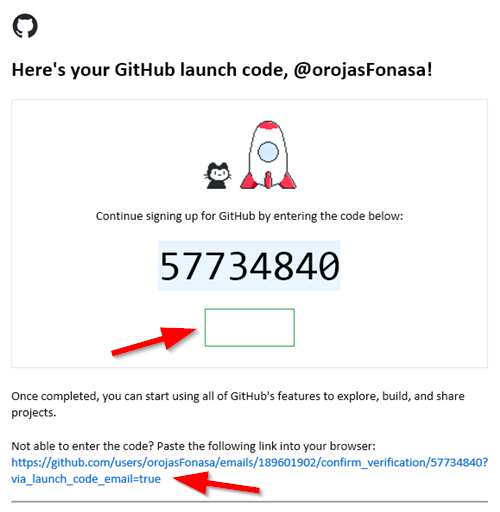 Here's your GitHub launch code, @orojasFonasa!
Continue signing up for GitHub by entering the code below:
57734840
Once completed, you can start using all of GitHub's features to explore, build, and share
projects.
Not able to enter the code? Paste the following link into your browser:
https://github.com/users/orojasFonasa/emails/189601902/confirm_verification/57734840?
via_launch_code_email=true